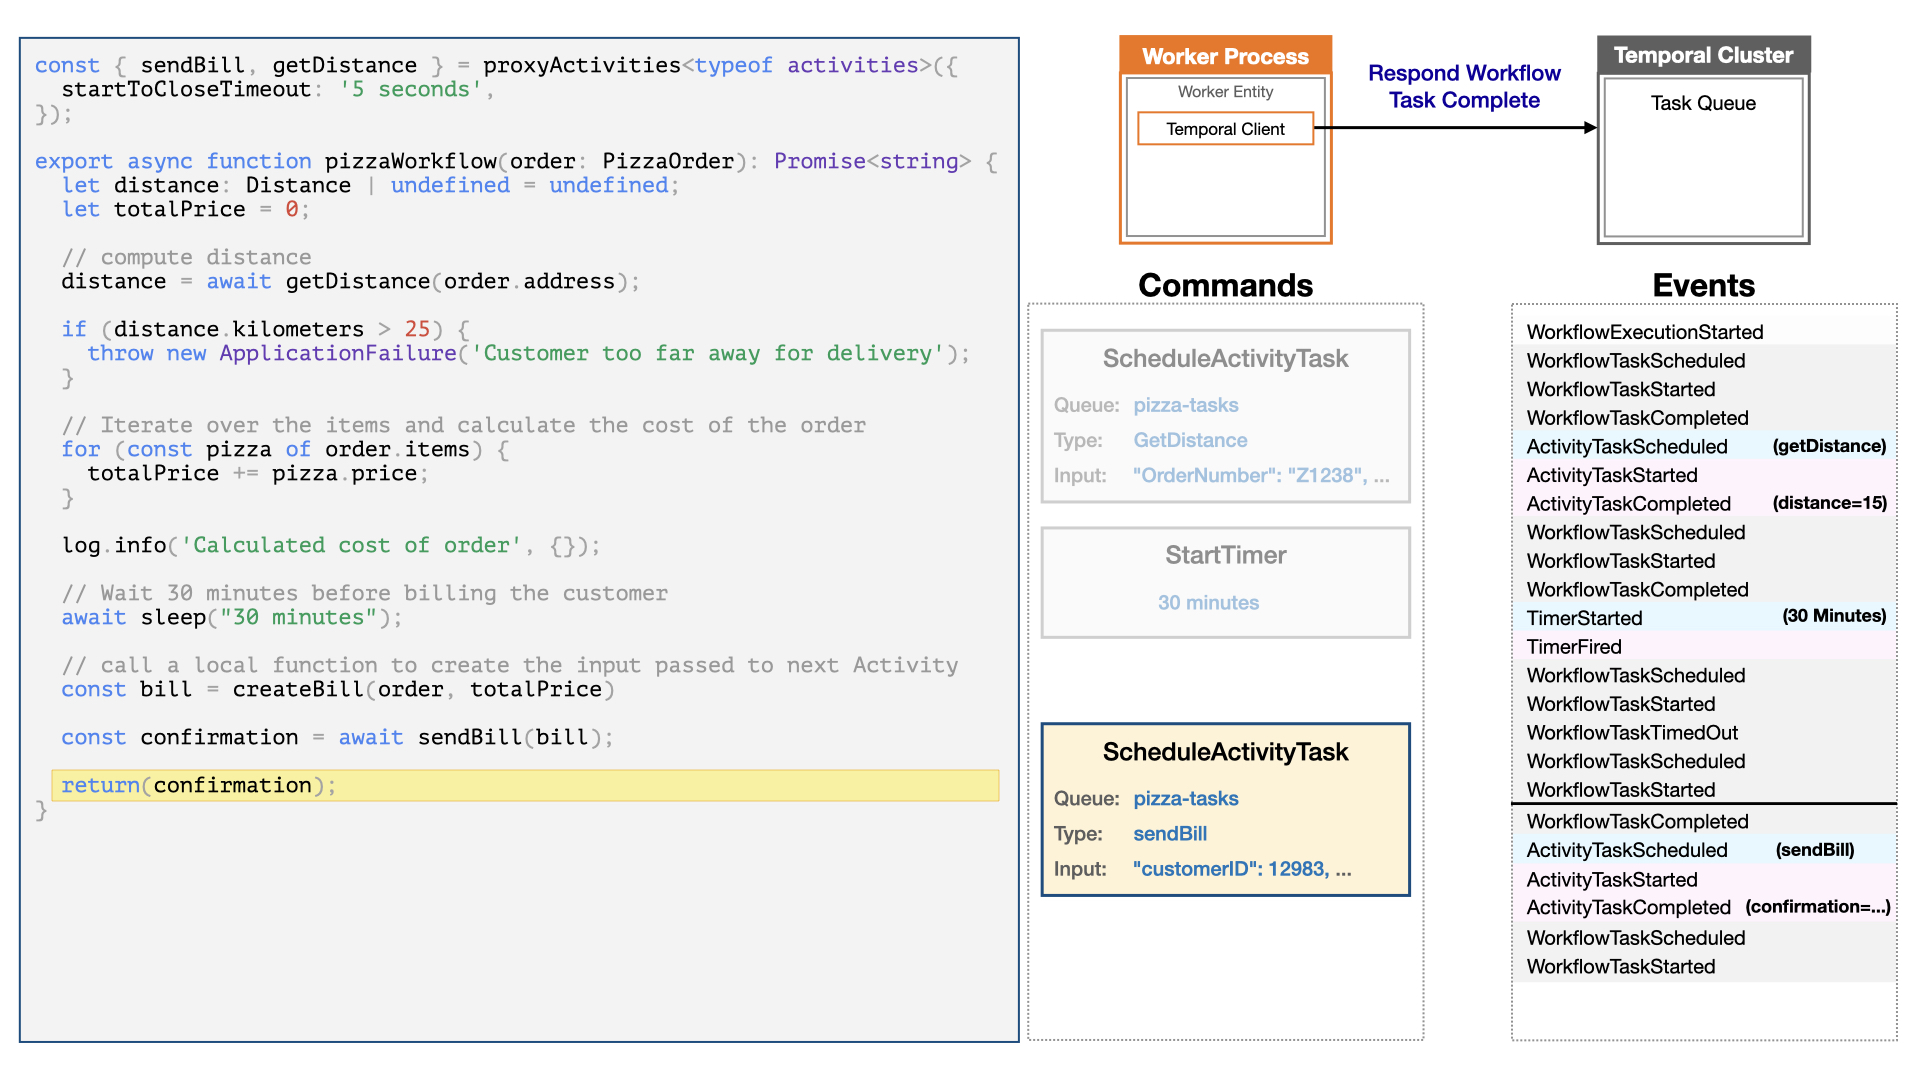 const { sendBill, getDistance } = proxyActivities<typeof activities>({
  startToCloseTimeout: '5 seconds',
});

export async function pizzaWorkflow(order: PizzaOrder): Promise<string> {
  let distance: Distance | undefined = undefined;
  let totalPrice = 0;

  // compute distance
  distance = await getDistance(order.address);

  if (distance.kilometers > 25) {
    throw new ApplicationFailure('Customer too far away for delivery');
  }

  // Iterate over the items and calculate the cost of the order
  for (const pizza of order.items) {
    totalPrice += pizza.price;
  }

  log.info('Calculated cost of order', {});

  // Wait 30 minutes before billing the customer
  await sleep("30 minutes");

  // call a local function to create the input passed to next Activity
  const bill = createBill(order, totalPrice)

  const confirmation = await sendBill(bill);

  return(confirmation);
}
Worker Process
Worker Entity
Temporal Client
Respond Workflow
Task Complete
Temporal Cluster
Task Queue
Commands
ScheduleActivityTask
Queue: pizza-tasks
Type: GetDistance
Input: "OrderNumber": "Z1238", ...
StartTimer
30 minutes
ScheduleActivityTask
Queue: pizza-tasks
Type: sendBill
Input: "customerID": 12983, ...
Events
WorkflowExecutionStarted
WorkflowTaskScheduled
WorkflowTaskStarted
WorkflowTaskCompleted
ActivityTaskScheduled (getDistance)
ActivityTaskStarted
ActivityTaskCompleted (distance=15)
WorkflowTaskScheduled
WorkflowTaskStarted
WorkflowTaskCompleted
TimerStarted (30 Minutes)
TimerFired
WorkflowTaskScheduled
WorkflowTaskStarted
WorkflowTaskTimedOut
WorkflowTaskScheduled
WorkflowTaskStarted
WorkflowTaskCompleted
ActivityTaskScheduled (sendBill)
ActivityTaskStarted
ActivityTaskCompleted (confirmation=...)
WorkflowTaskScheduled
WorkflowTaskStarted